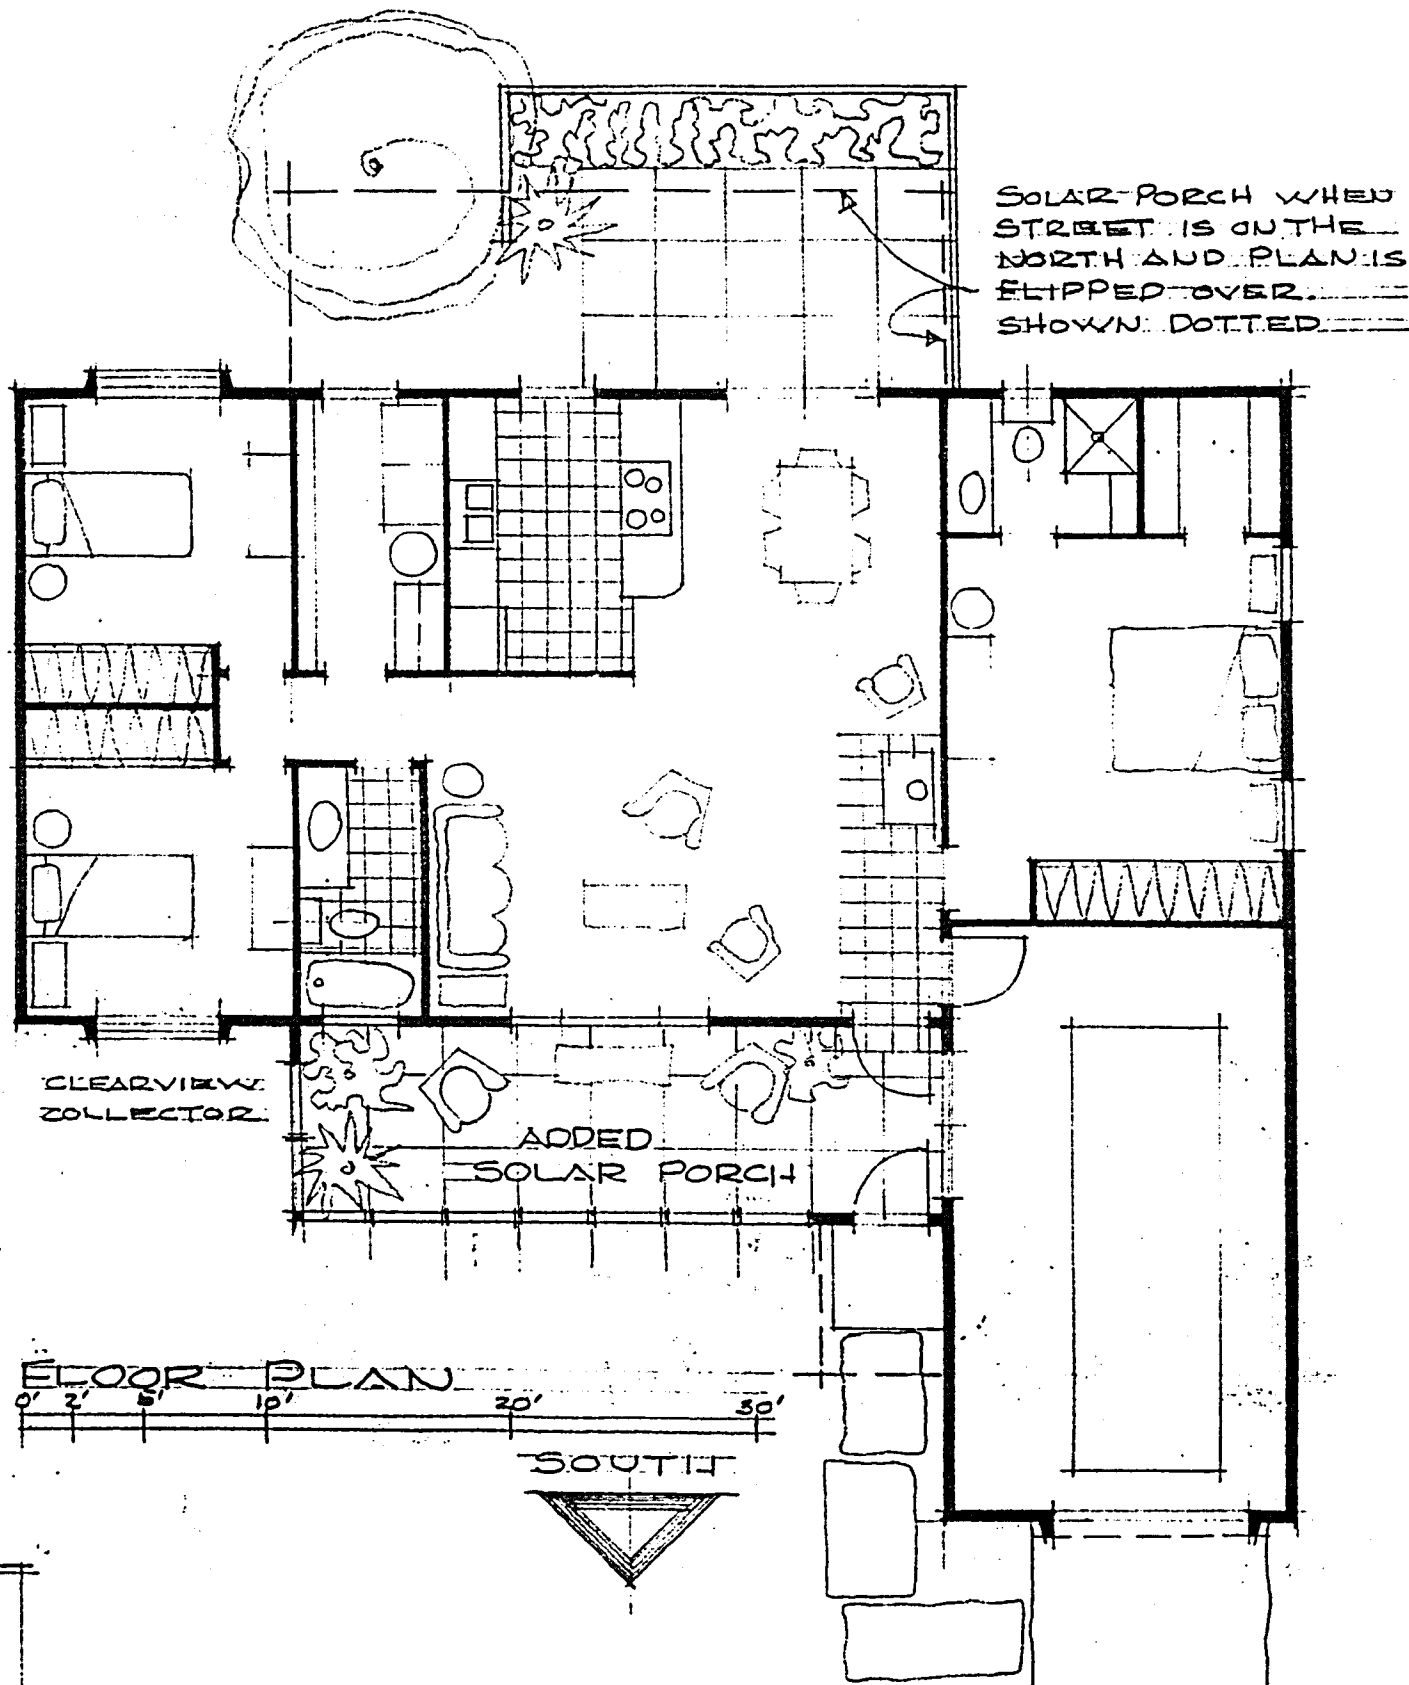 SOLAR PORCH WHEN
STREET IS ON THE
NORTH AND PLAN IS
FLIPPED OVER.
SHOWN DOTTED
CLEARVIEW
COLLECTOR
ADDED
SOLAR PORCH
FLOOR PLAN
0' 2' 5' 10' 20' 30'
SOUTH